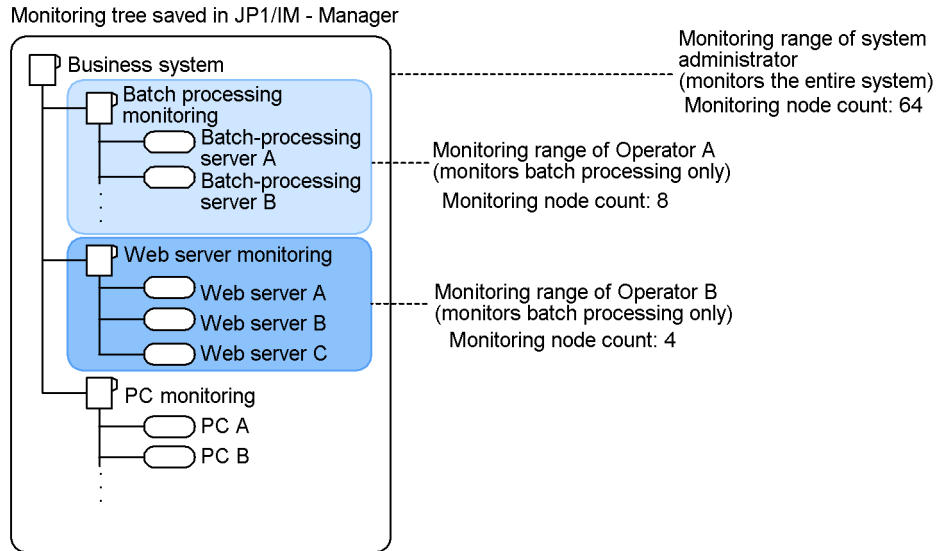 Monitoring tree saved in JP1/IM - Manager
Business system
Batch processing
monitoring
Batch-processing
server A
Batch-processing
server B
Web server monitoring
Web server A
Web server B
Web server C
PC monitoring
PC A
PC B
Monitoring range of system
administrator
(monitors the entire system)
Monitoring node count: 64
Monitoring range of Operator A
(monitors batch processing only)
Monitoring node count: 8
Monitoring range of Operator B
(monitors batch processing only)
Monitoring node count: 4